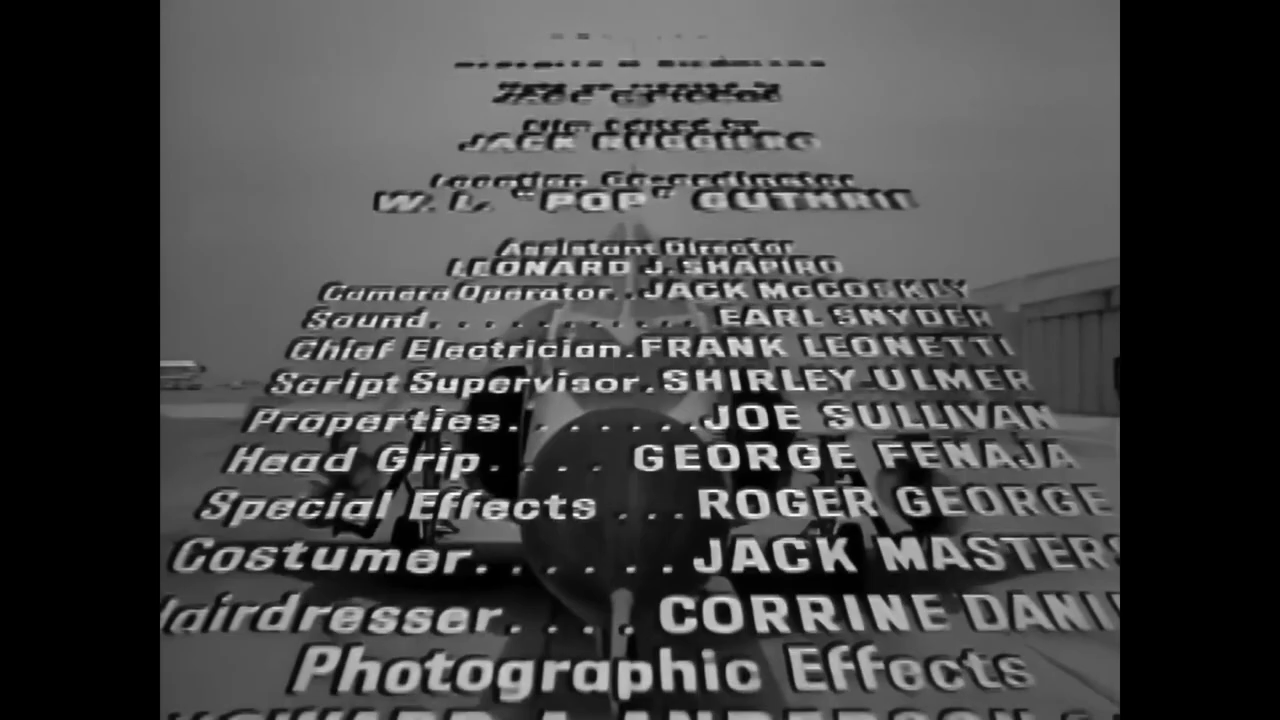 Film Edited by
JACK RUGGIERO
Location Co-ordinator
W. L. "POP" GUTHRIE
Assistant Director
LEONARD J. SHAPIRO
Camera Operator..JACK McCOSKEY
Sound............EARL SNYDER
Chief Electrician.FRANK LEONETTI
Script Supervisor.SHIRLEY ULMER
Properties.......JOE SULLIVAN
Head Grip.... GEORGE FENAJA
Special Effects ...ROGER GEORGE
Costumer......JACK MASTERS
airdresser....CORRINE DANI
Photographic Effects